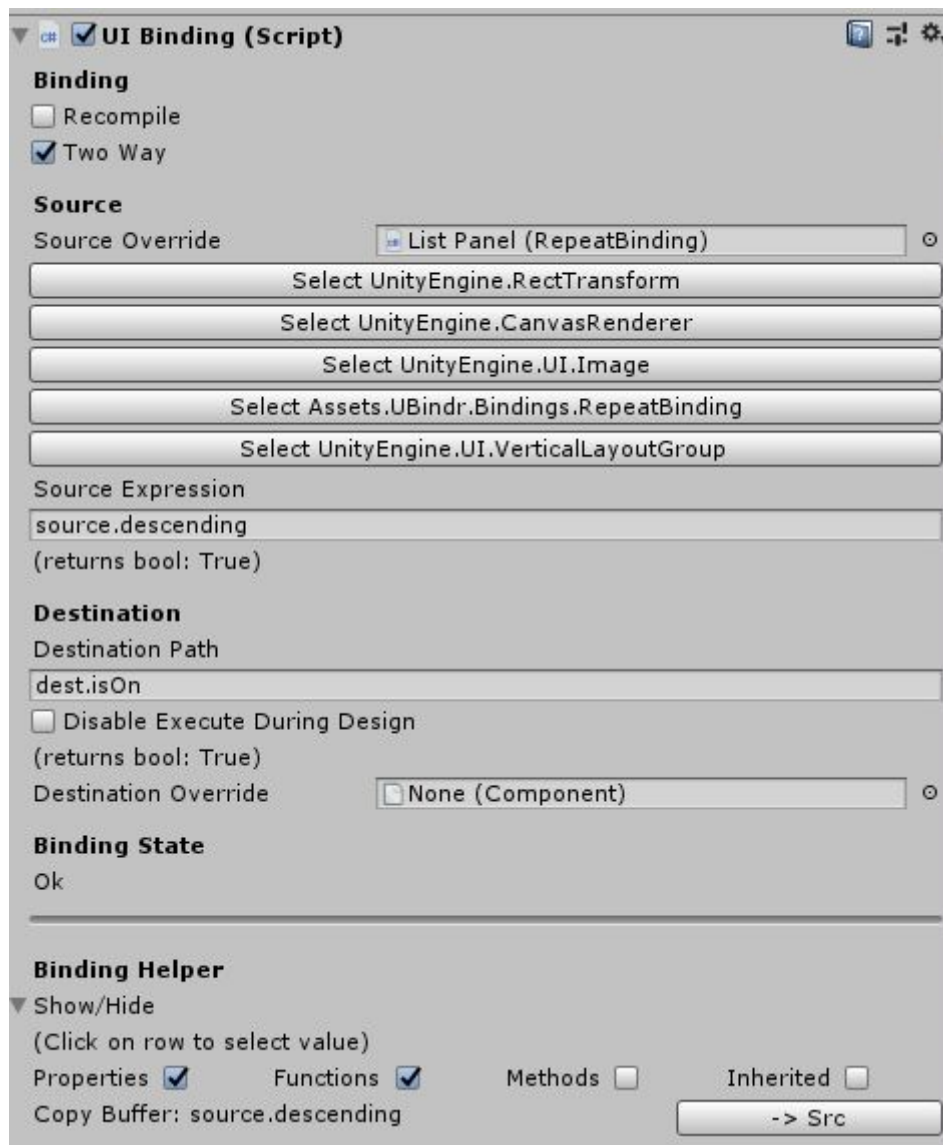 UI Binding (Script)
Binding
Recompile
Two Way
Source
Source Override List Panel (RepeatBinding)
Select UnityEngine.RectTransform
Select UnityEngine.CanvasRenderer
Select UnityEngine.UI.Image
Select Assets.UBindr.Bindings.RepeatBinding
Select UnityEngine.UI.VerticalLayoutGroup
Source Expression
source.descending
(returns bool: True)
Destination
Destination Path
dest.isOn
Disable Execute During Design
(returns bool: True)
Destination Override None (Component)
Binding State
Ok
Binding Helper
Show/Hide
(Click on row to select value)
Properties Functions Methods Inherited
Copy Buffer: source.descending -> Src